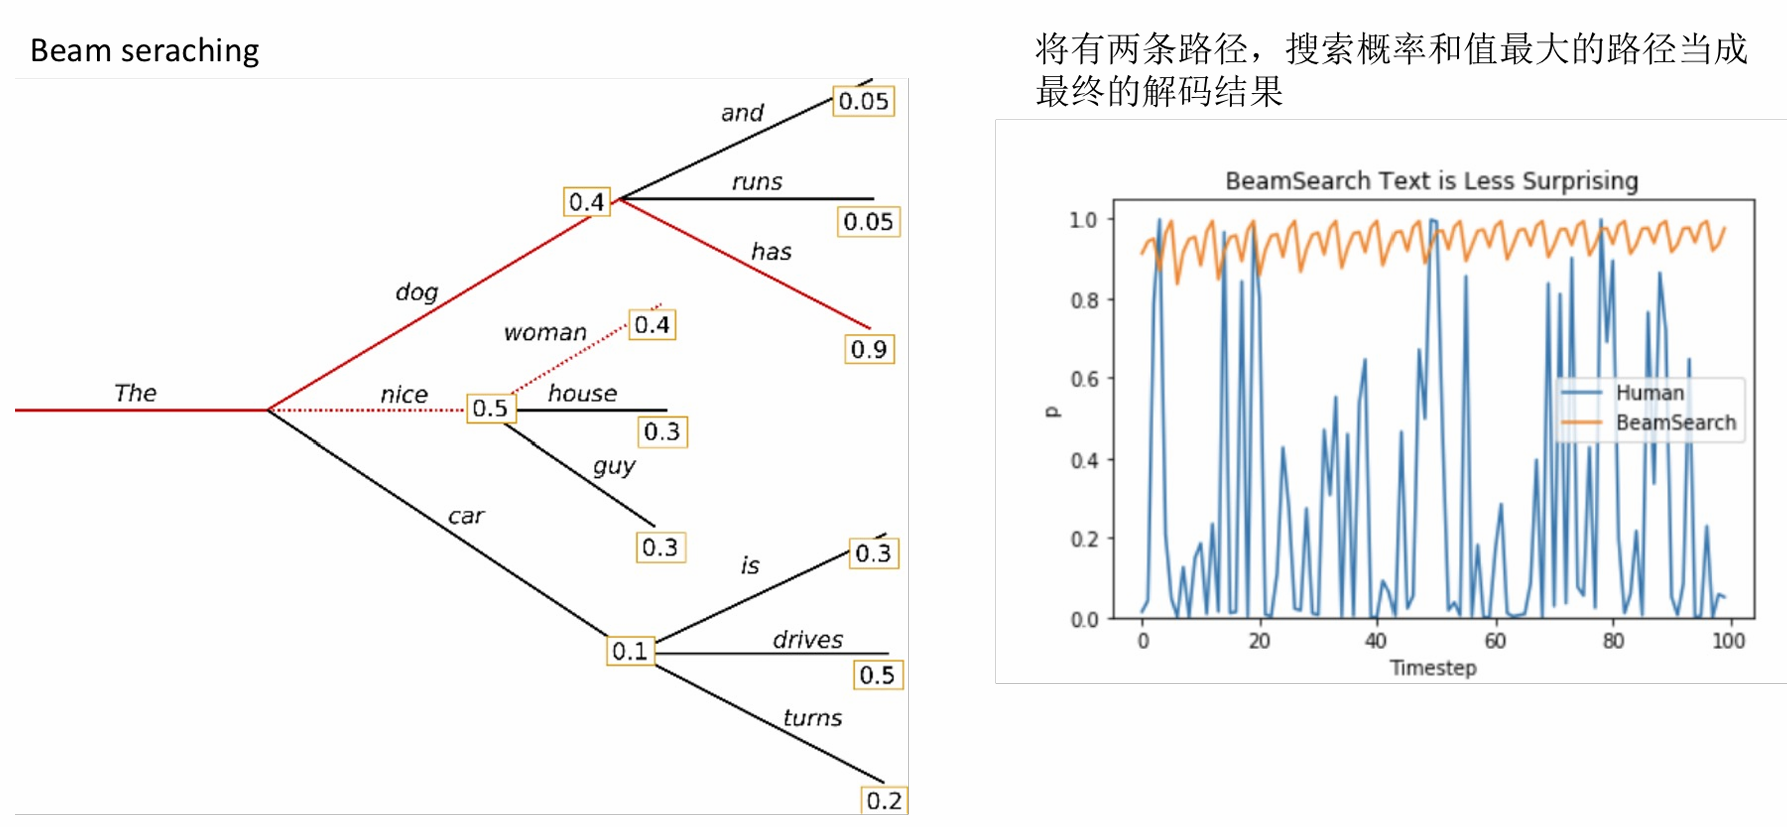 Beam seraching
将有两条路径，搜索概率和值最大的路径当成
最终的解码结果
and
0.05
runs
0.4
0.05
has
dog
woman
0.4
0.9
The
nice
0.5
house
0.3
guy
car
0.3
is
0.3
drives
0.1
0.5
turns
0.2
BeamSearch Text is Less Surprising
1.0
0.8
0.6
0.4
0.2
0.0
p
Human
BeamSearch
0
20
40
60
80
100
Timestep